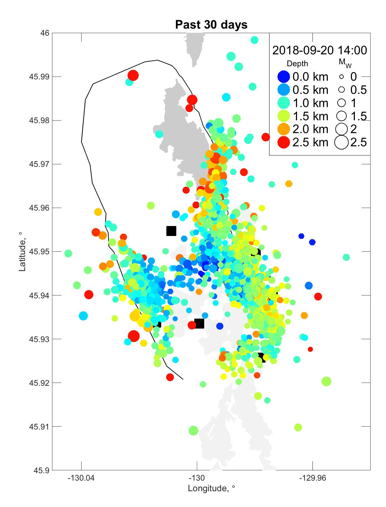 Past 30 days
2018-09-20 14:00
Depth M_W
0.0 km 0
0.5 km 0.5
1.0 km 1
1.5 km 1.5
2.0 km 2
2.5 km 2.5
Latitude, °
46
45.99
45.98
45.97
45.96
45.95
45.94
45.93
45.92
45.91
45.9
-130.04 -130 -129.96
Longitude, °